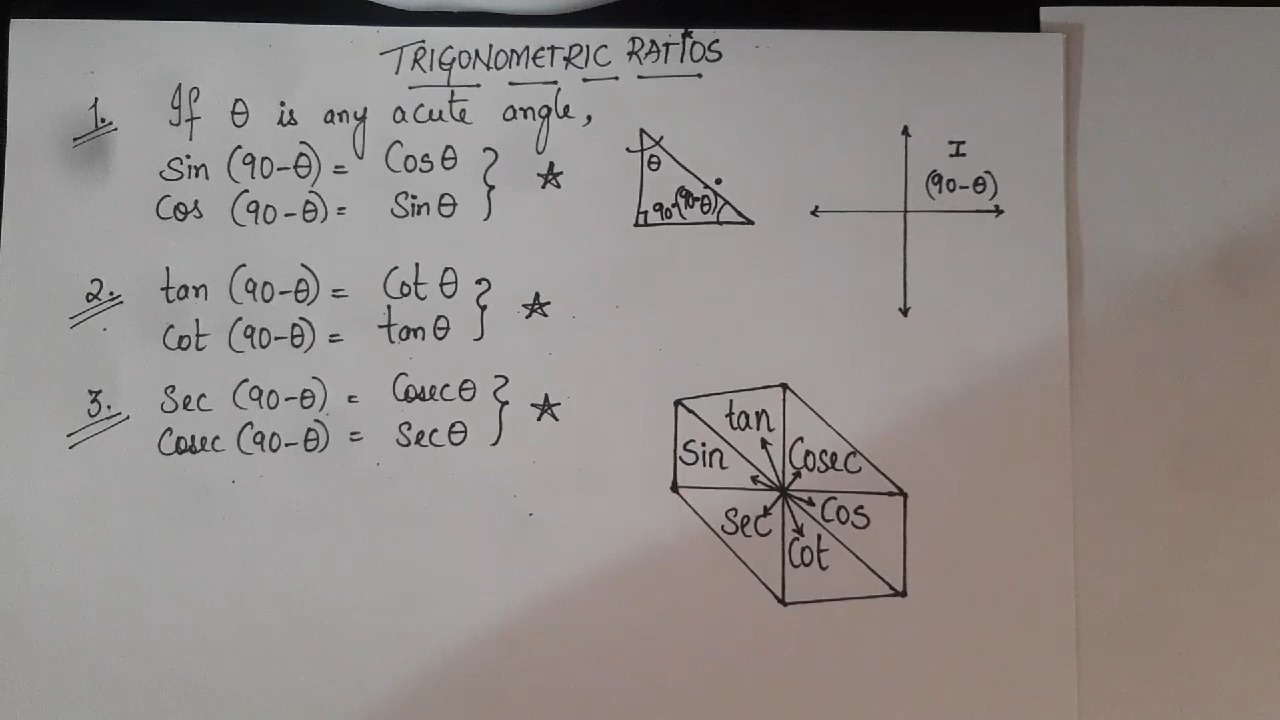 TRIGONOMETRIC RATIOS
1. If θ is any acute angle,
Sin (90-θ) = Cosθ
Cos (90-θ) = Sinθ
θ
90° (90-θ)
I
(90-θ)
2. tan (90-θ) = Cot θ
Cot (90-θ) = tanθ
3. Sec (90-θ) = Cosecθ
Cosec (90-θ) = Secθ
tan
Sin
Cosec
Sec
Cos
Cot